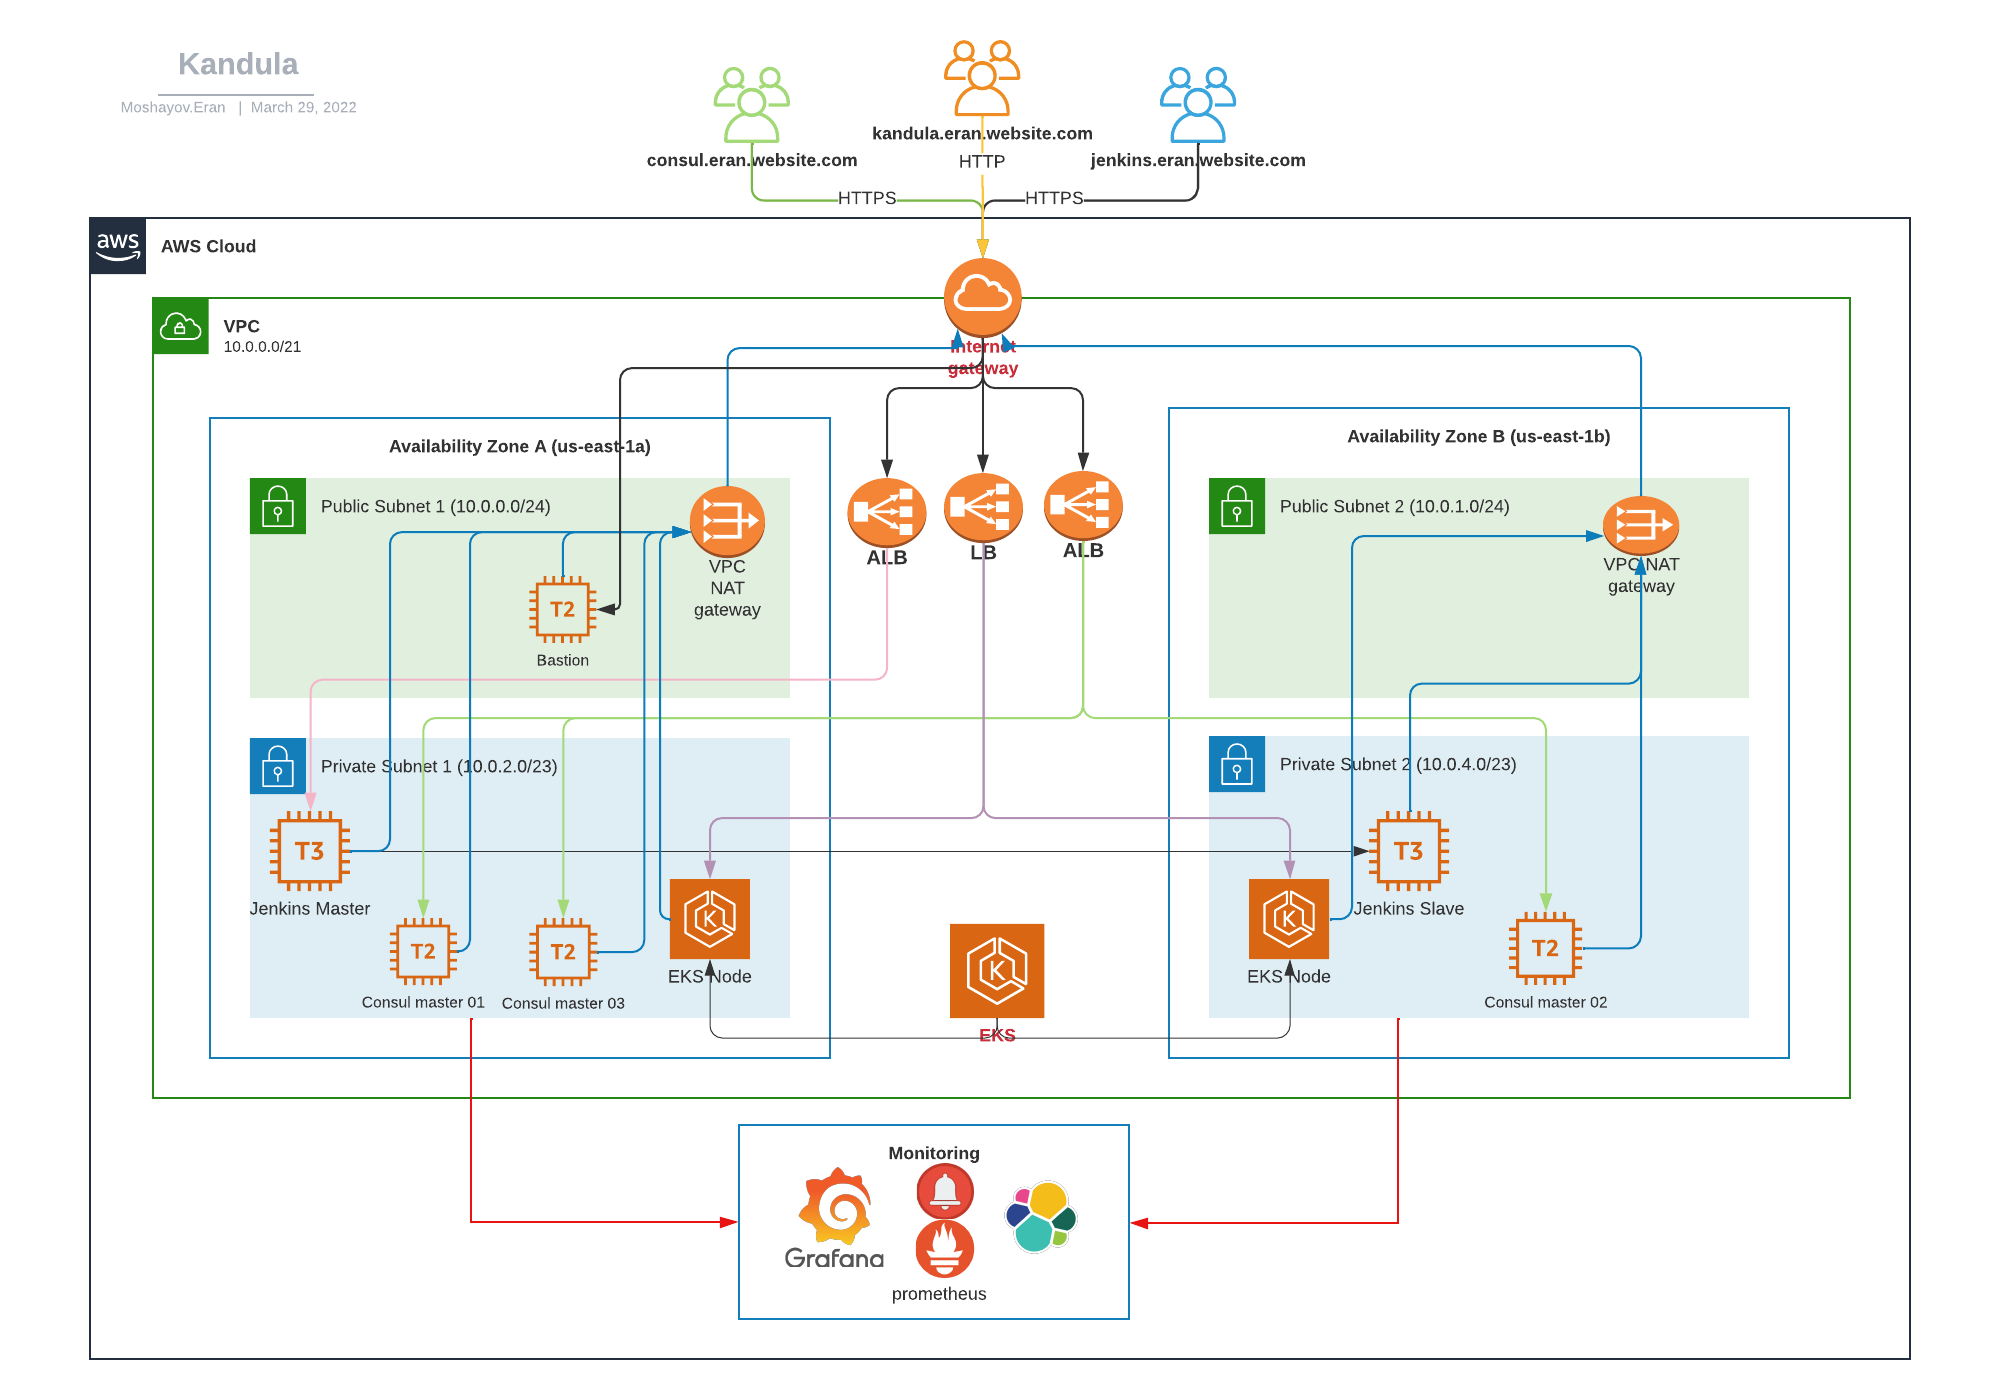 Kandula
Moshayov.Eran | March 29, 2022
kandula.eran.website.com
consul.eran.website.com
HTTP
jenkins.eran.website.com
HTTPS
HTTPS
aws
AWS Cloud
VPC
10.0.0.0/21
Internet
gateway
Availability Zone A (us-east-1a)
Availability Zone B (us-east-1b)
Public Subnet 1 (10.0.0.0/24)
Public Subnet 2 (10.0.1.0/24)
ALB
LB
ALB
VPC
NAT
gateway
VPC NAT
gateway
T2
Bastion
Private Subnet 1 (10.0.2.0/23)
Private Subnet 2 (10.0.4.0/23)
T3
Jenkins Master
T3
Jenkins Slave
T2
Consul master 01
T2
Consul master 03
K
EKS Node
K
EKS
K
EKS Node
T2
Consul master 02
Monitoring
Grafana
prometheus